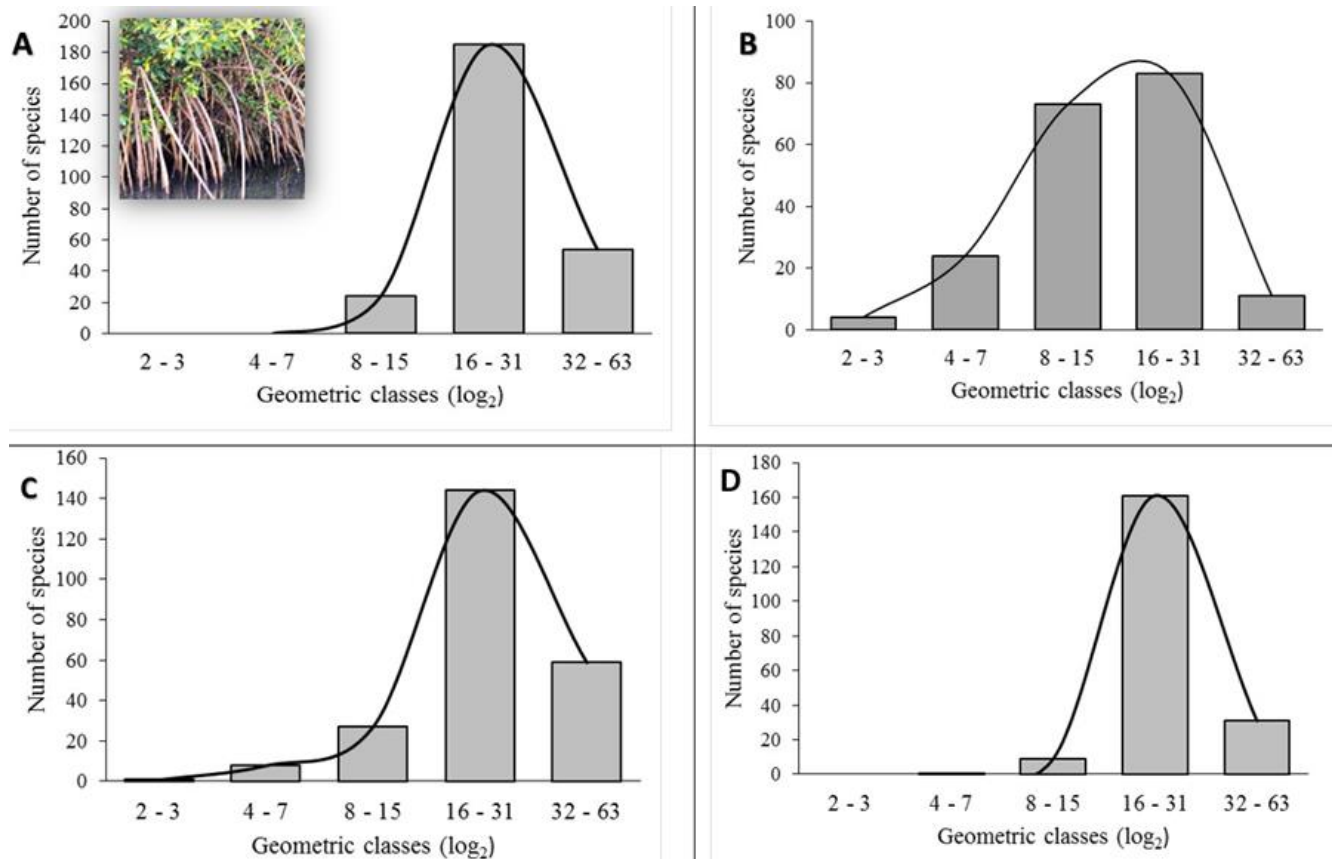 A
200
180
160
140
120
100
80
60
40
20
0
Number of species
2 - 3 4 - 7 8 - 15 16 - 31 32 - 63
Geometric classes (log₂)
B
100
80
60
40
20
0
Number of species
2 - 3 4 - 7 8 - 15 16 - 31 32 - 63
Geometric classes (log₂)
C
160
140
120
100
80
60
40
20
0
Number of species
2 - 3 4 - 7 8 - 15 16 - 31 32 - 63
Geometric classes (log₂)
D
180
160
140
120
100
80
60
40
20
0
Number of species
2 - 3 4 - 7 8 - 15 16 - 31 32 - 63
Geometric classes (log₂)